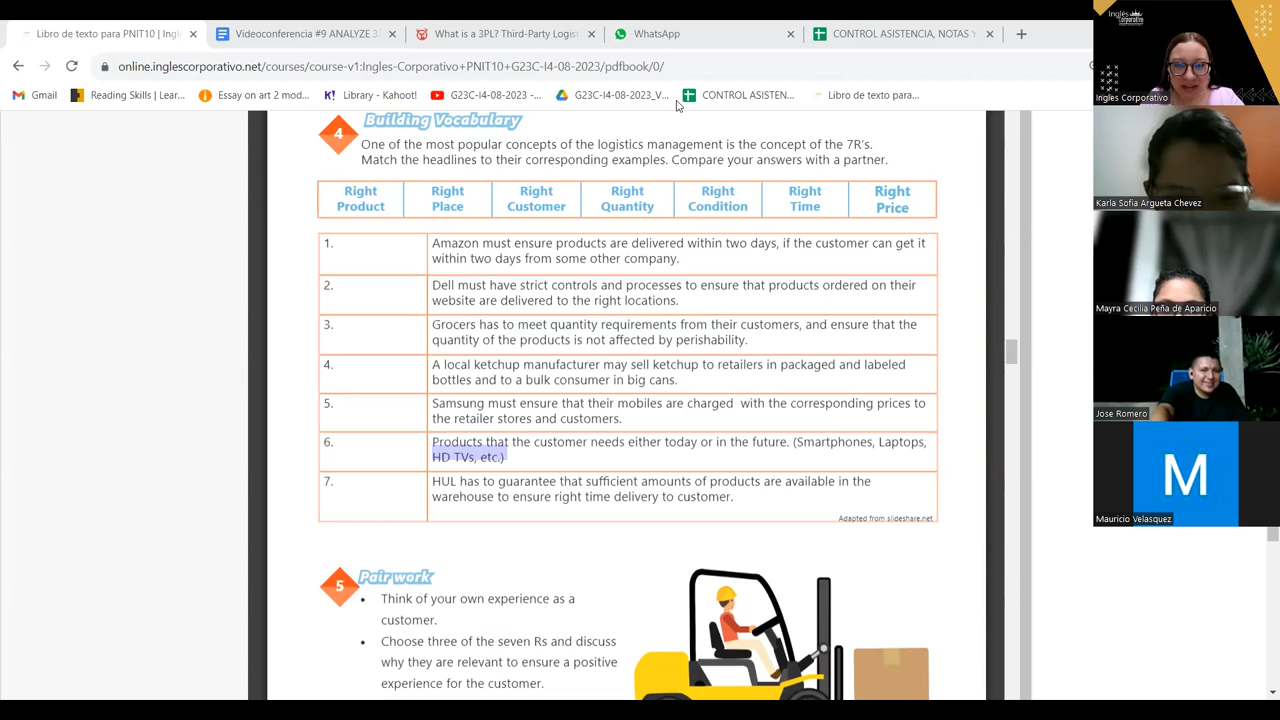 Libro de texto para PNIT10 | Ingl
Videoconferencia #9 ANALYZE 3
What is a 3PL? Third-Party Logis
WhatsApp
CONTROL ASISTENCIA, NOTAS Y
online.inglescorporativo.net/courses/course-v1:Ingles-Corporativo+PNIT10+G23C-I4-08-2023/pdfbook/0/
Gmail
Reading Skills | Lear...
Essay on art 2 mod...
Library - Kan
G23C-I4-08-2023 -...
G23C-I4-08-2023_V...
CONTROL ASISTEN...
Libro de texto para...
4
Building Vocabulary
One of the most popular concepts of the logistics management is the concept of the 7R's.
Match the headlines to their corresponding examples. Compare your answers with a partner.
Right Product
Right Place
Right Customer
Right Quantity
Right Condition
Right Time
Right Price
1.
Amazon must ensure products are delivered within two days, if the customer can get it
within two days from some other company.
2.
Dell must have strict controls and processes to ensure that products ordered on their
website are delivered to the right locations.
3.
Grocers has to meet quantity requirements from their customers, and ensure that the
quantity of the products is not affected by perishability.
4.
A local ketchup manufacturer may sell ketchup to retailers in packaged and labeled
bottles and to a bulk consumer in big cans.
5.
Samsung must ensure that their mobiles are charged with the corresponding prices to
the retailer stores and customers.
6.
Products that the customer needs either today or in the future. (Smartphones, Laptops,
HD TVs, etc.)
7.
HUL has to guarantee that sufficient amounts of products are available in the
warehouse to ensure right time delivery to customer.
Adapted from slideshare.net
5
Pair work
• Think of your own experience as a
customer.
• Choose three of the seven Rs and discuss
why they are relevant to ensure a positive
experience for the customer.
Inglés
Corporativo
Ingles Corporativo
Karla Sofia Argueta Chevez
Mayra Cecilia Peña de Aparicio
Jose Romero
M
Mauricio Velasquez